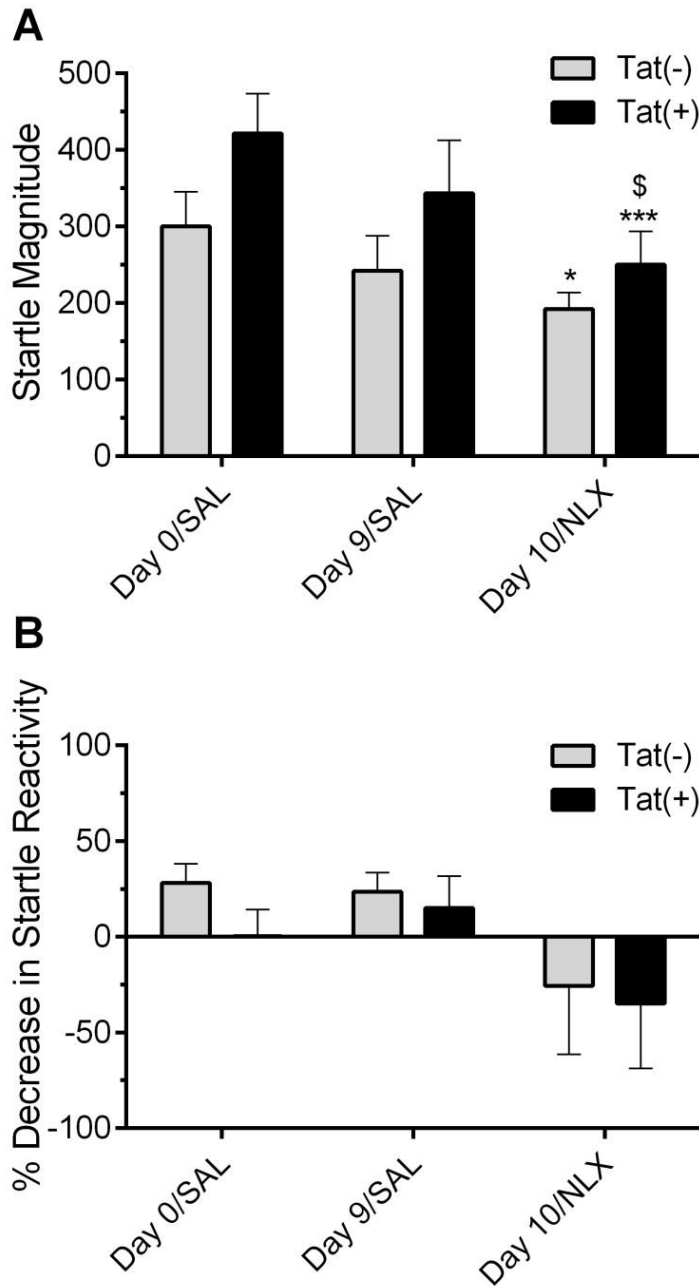 A
Startle Magnitude
500
400
300
200
100
0
Tat(-)
Tat(+)
*
$
***
Day 0/SAL
Day 9/SAL
Day 10/NLX
B
% Decrease in Startle Reactivity
100
50
0
-50
-100
Tat(-)
Tat(+)
Day 0/SAL
Day 9/SAL
Day 10/NLX